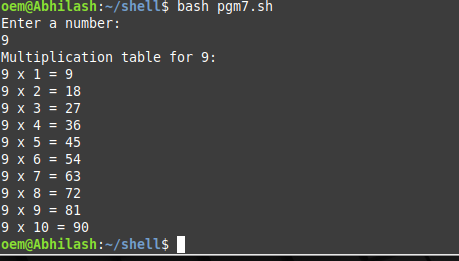 oem@Abhilash:~/shell$ bash pgm7.sh
Enter a number:
9
Multiplication table for 9:
9 x 1 = 9
9 x 2 = 18
9 x 3 = 27
9 x 4 = 36
9 x 5 = 45
9 x 6 = 54
9 x 7 = 63
9 x 8 = 72
9 x 9 = 81
9 x 10 = 90
oem@Abhilash:~/shell$